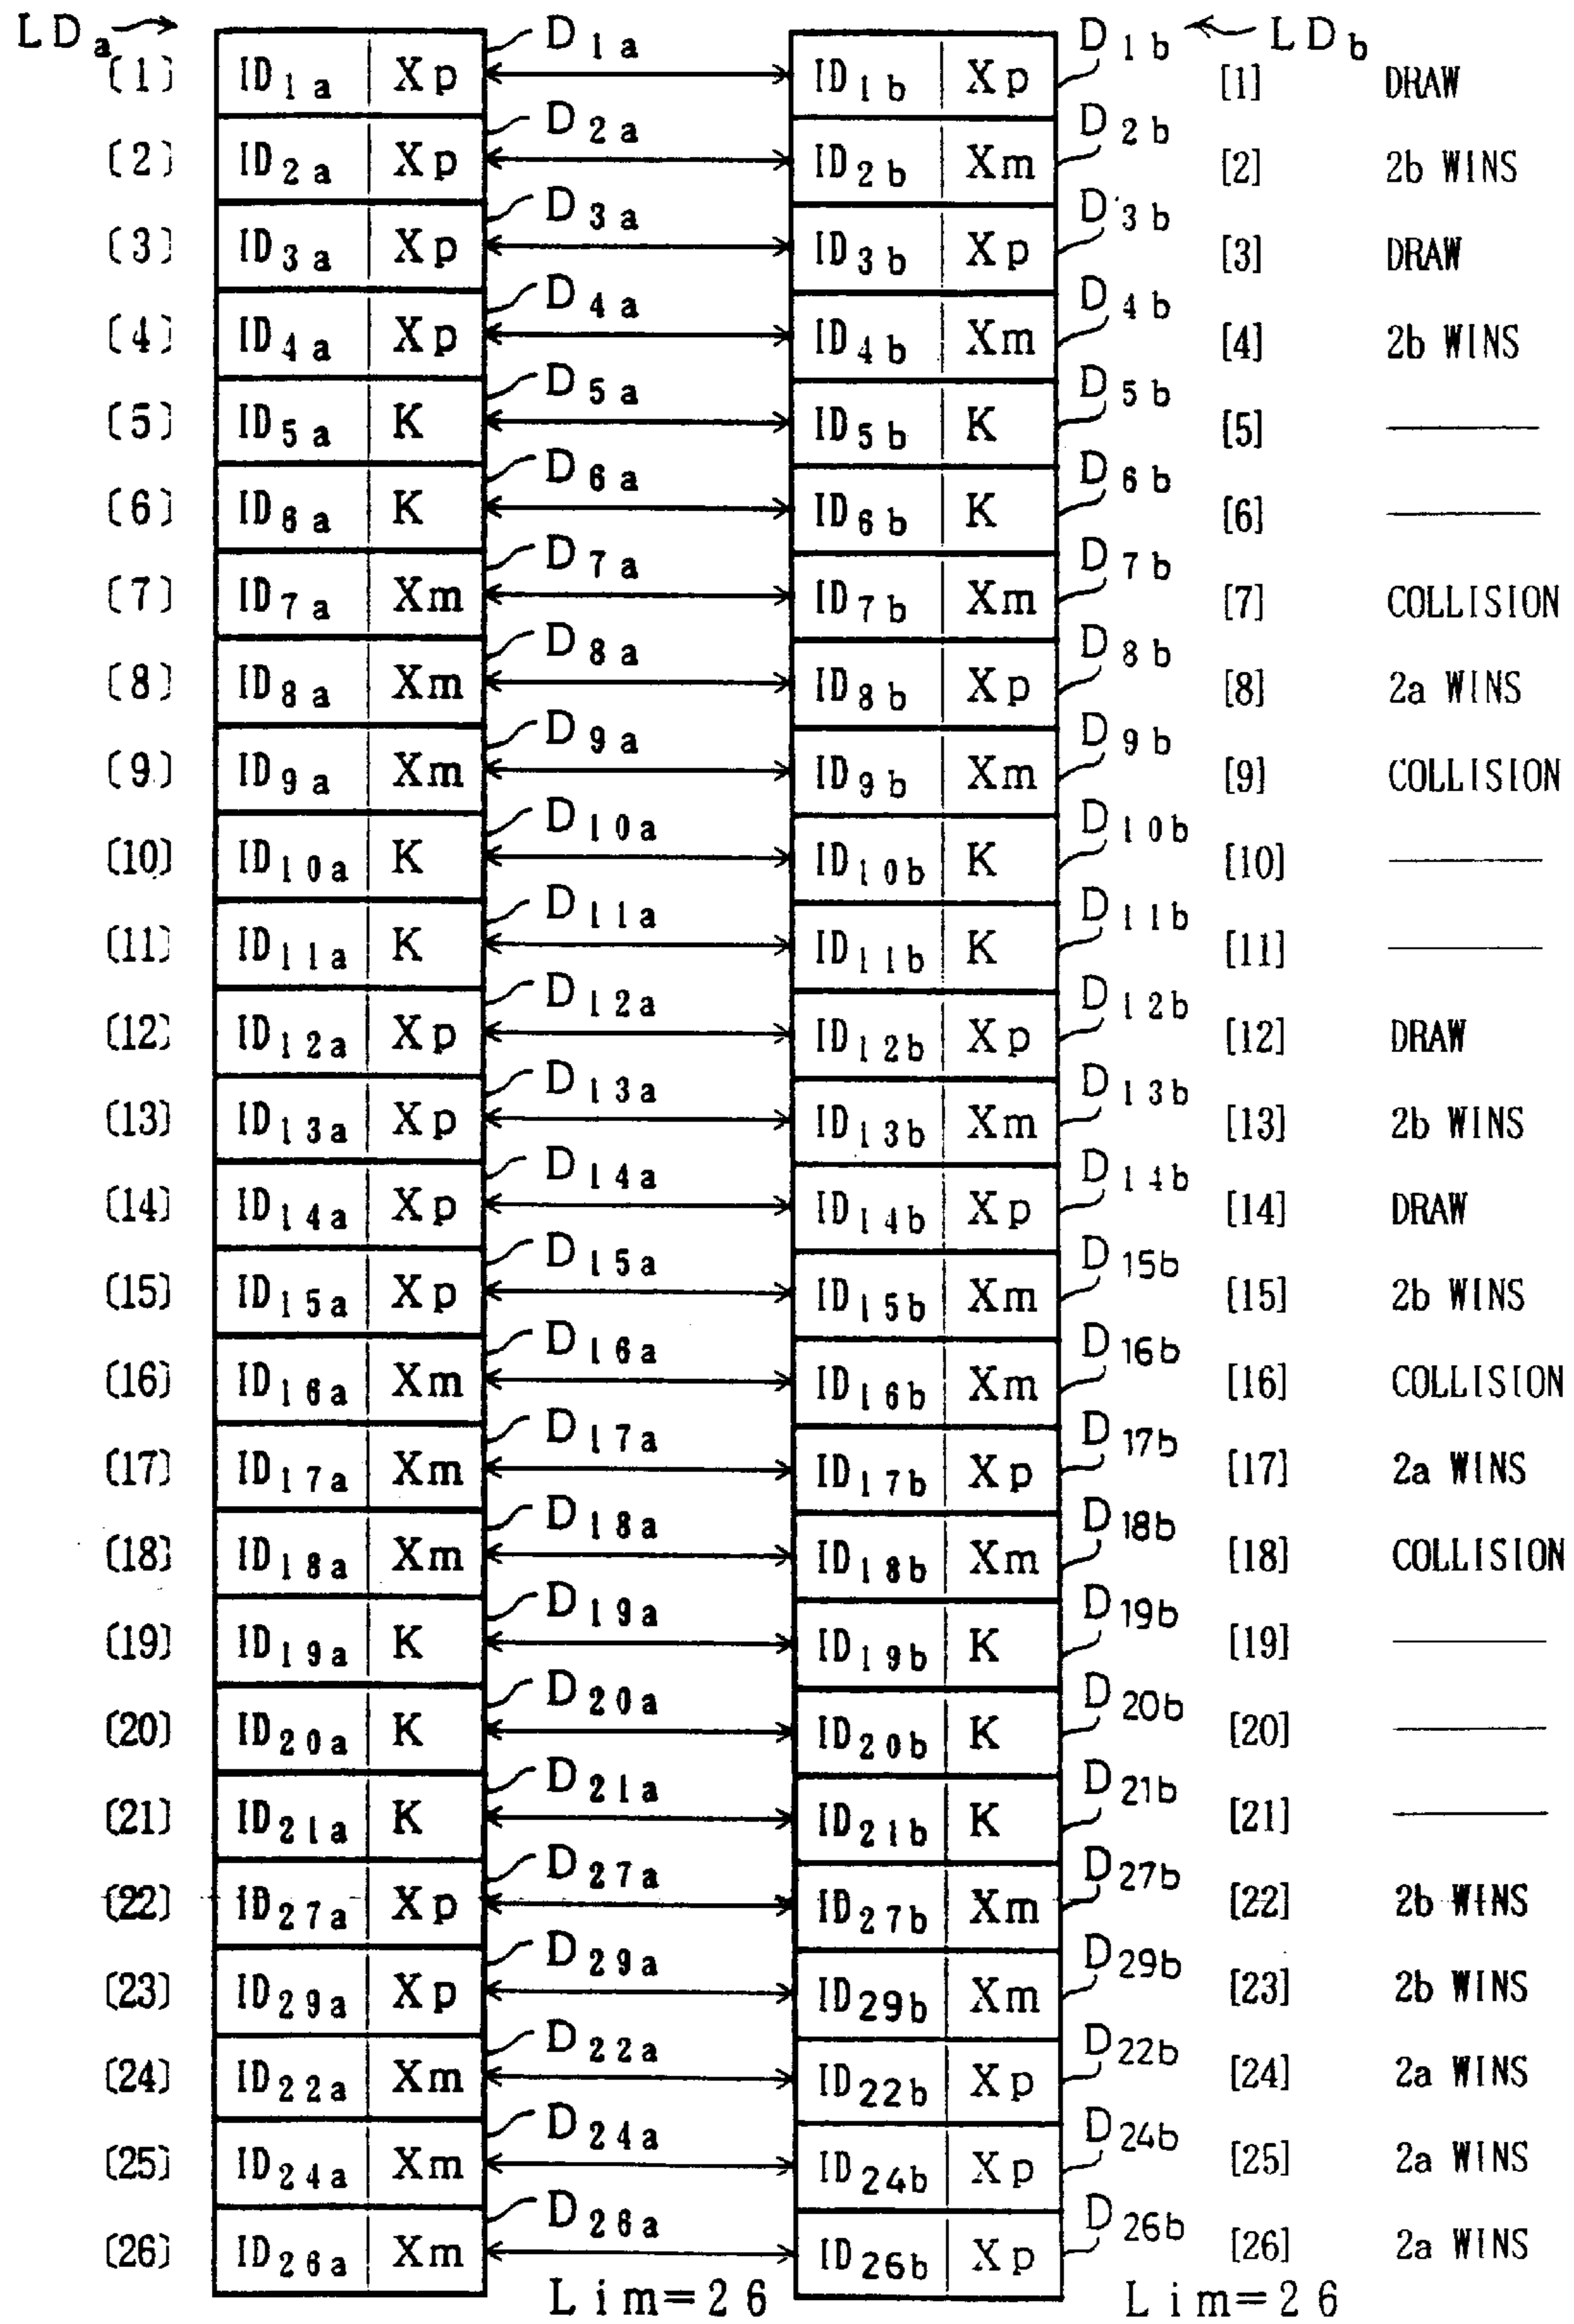 LDa D1a D1b LDb
(1) ID1a Xp ID1b Xp [1] DRAW
D2a D2b
(2) ID2a Xp ID2b Xm [2] 2b WINS
D3a D3b
(3) ID3a Xp ID3b Xp [3] DRAW
D4a D4b
(4) ID4a Xp ID4b Xm [4] 2b WINS
D5a D5b
(5) ID5a K ID5b K [5] ———
D6a D6b
(6) ID6a K ID6b K [6] ———
D7a D7b
(7) ID7a Xm ID7b Xm [7] COLLISION
D8a D8b
(8) ID8a Xm ID8b Xp [8] 2a WINS
D9a D9b
(9) ID9a Xm ID9b Xm [9] COLLISION
D10a D10b
(10) ID10a K ID10b K [10] ———
D11a D11b
(11) ID11a K ID11b K [11] ———
D12a D12b
(12) ID12a Xp ID12b Xp [12] DRAW
D13a D13b
(13) ID13a Xp ID13b Xm [13] 2b WINS
D14a D14b
(14) ID14a Xp ID14b Xp [14] DRAW
D15a D15b
(15) ID15a Xp ID15b Xm [15] 2b WINS
D16a D16b
(16) ID16a Xm ID16b Xm [16] COLLISION
D17a D17b
(17) ID17a Xm ID17b Xp [17] 2a WINS
D18a D18b
(18) ID18a Xm ID18b Xm [18] COLLISION
D19a D19b
(19) ID19a K ID19b K [19] ———
D20a D20b
(20) ID20a K ID20b K [20] ———
D21a D21b
(21) ID21a K ID21b K [21] ———
D27a D27b
(22) ID27a Xp ID27b Xm [22] 2b WINS
D29a D29b
(23) ID29a Xp ID29b Xm [23] 2b WINS
D22a D22b
(24) ID22a Xm ID22b Xp [24] 2a WINS
D24a D24b
(25) ID24a Xm ID24b Xp [25] 2a WINS
D26a D26b
(26) ID26a Xm ID26b Xp [26] 2a WINS
Lim=26 Lim=26